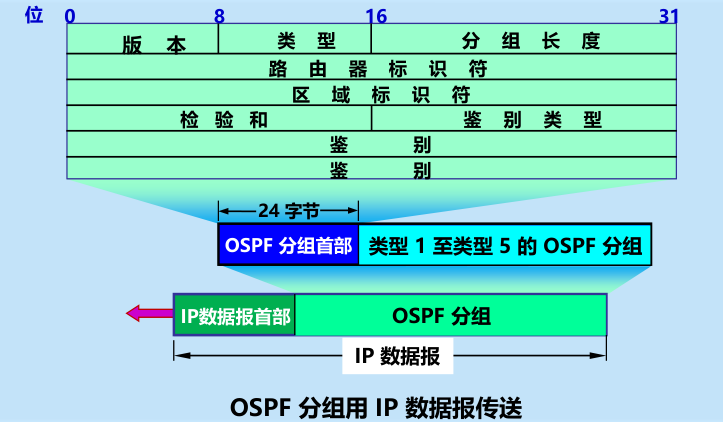 位 0 8 16 31
版 本 类 型 分 组 长 度
路 由 器 标 识 符
区 域 标 识 符
检 验 和 鉴 别 类 型
鉴 别
鉴 别
24 字节
OSPF 分组首部 类型 1 至类型 5 的 OSPF 分组
IP数据报首部 OSPF 分组
IP 数据报
OSPF 分组用 IP 数据报传送